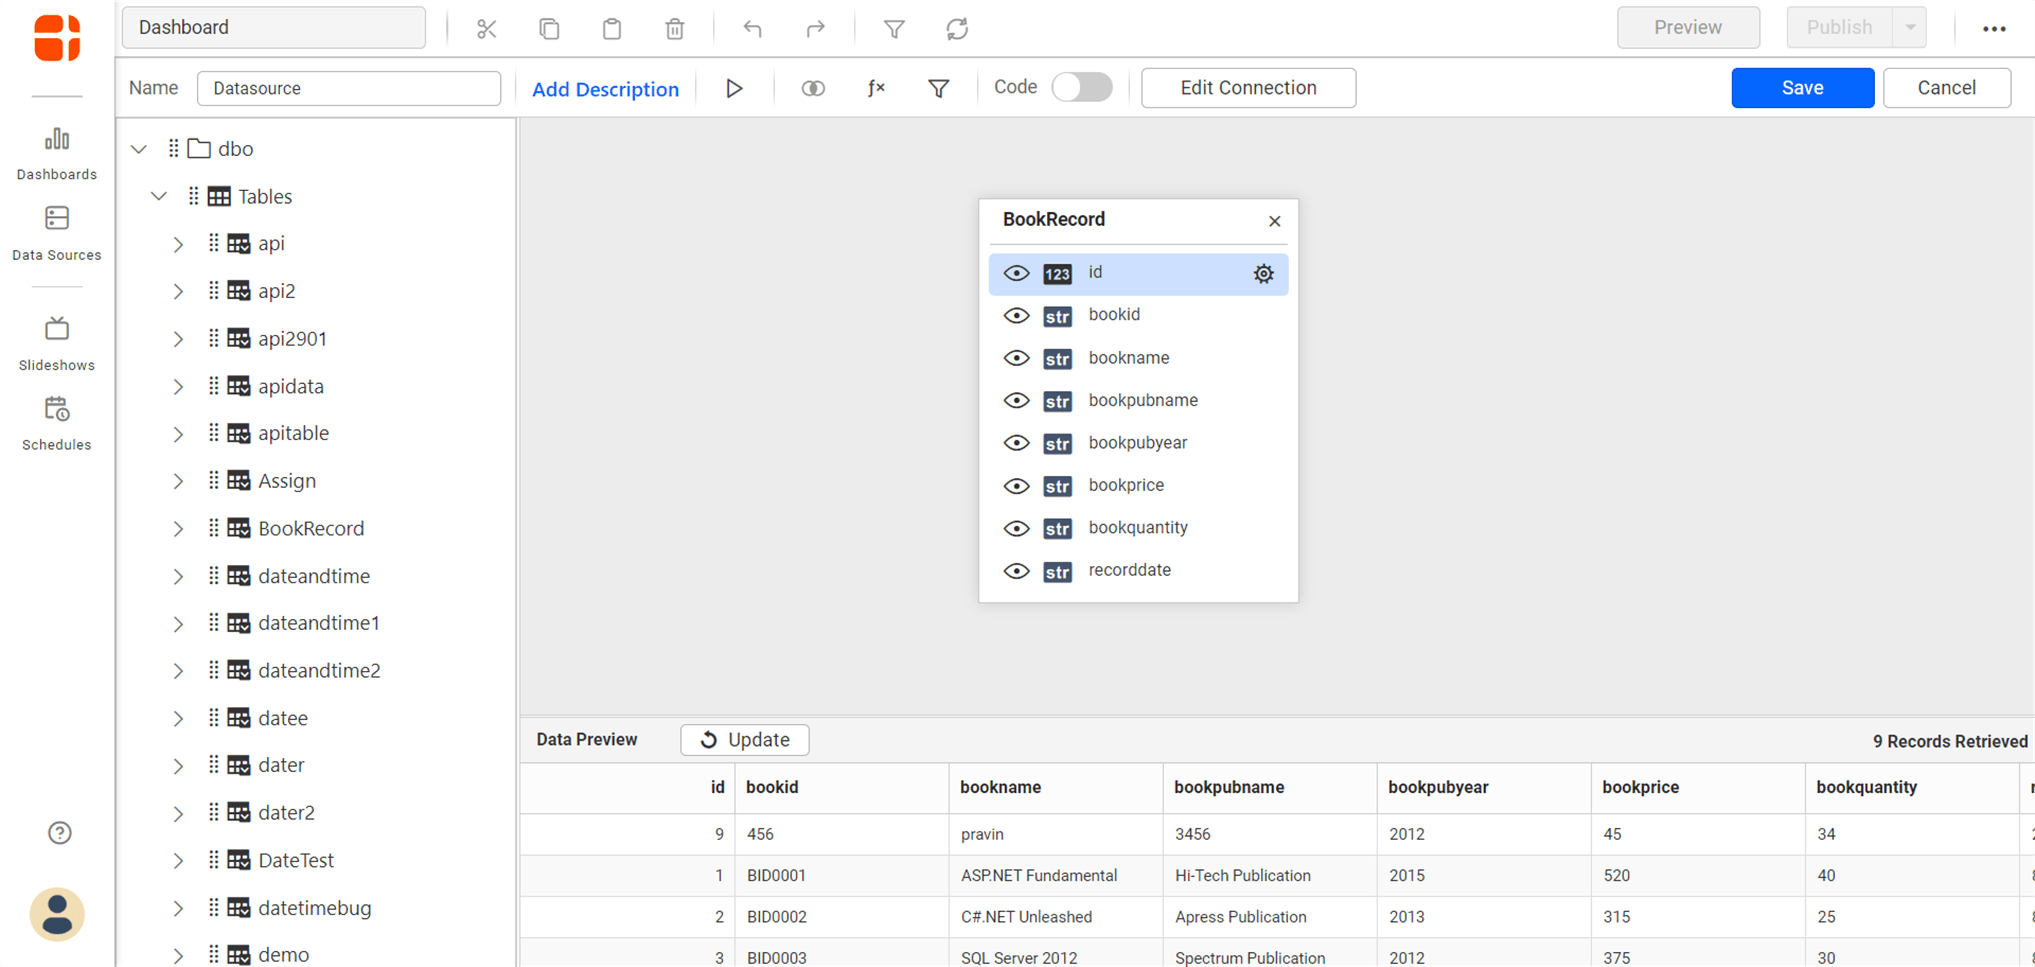 Dashboard
Preview
Publish
Name
Datasource
Add Description
ƒx
Code
Edit Connection
Save
Cancel
Dashboards
Data Sources
Slideshows
Schedules
dbo
Tables
api
api2
api2901
apidata
apitable
Assign
BookRecord
dateandtime
dateandtime1
dateandtime2
datee
dater
dater2
DateTest
datetimebug
demo
BookRecord
123 id
str bookid
str bookname
str bookpubname
str bookpubyear
str bookprice
str bookquantity
str recorddate
Data Preview
Update
9 Records Retrieved
id bookid bookname bookpubname bookpubyear bookprice bookquantity
9 456 pravin 3456 2012 45 34
1 BID0001 ASP.NET Fundamental Hi-Tech Publication 2015 520 40
2 BID0002 C#.NET Unleashed Apress Publication 2013 315 25
3 BID0003 SQL Server 2012 Spectrum Publication 2012 375 30